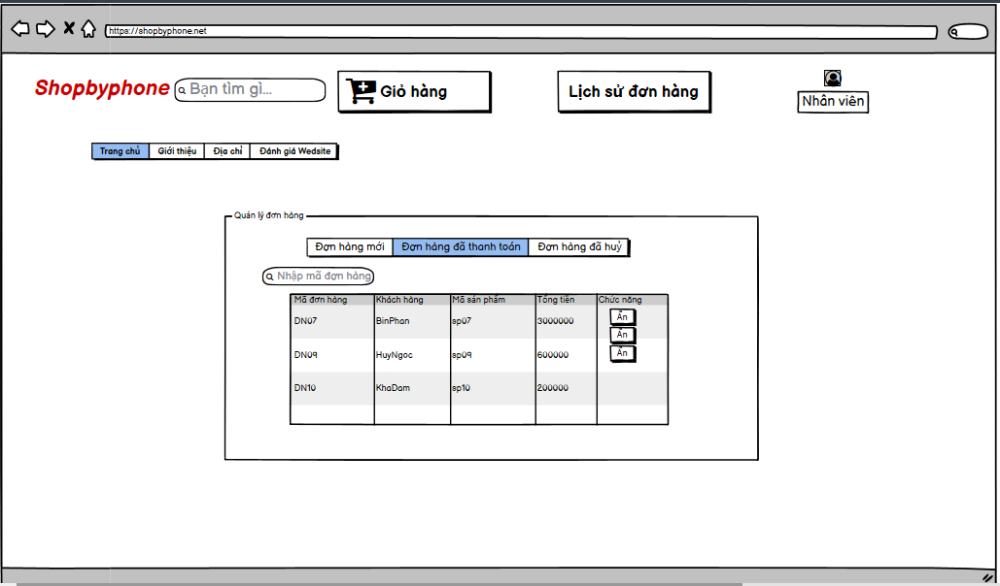 https://shopbyphone.net
Shopbyphone
Bạn tìm gì...
Giỏ hàng
Lịch sử đơn hàng
Nhân viên
Trang chủ
Giới thiệu
Địa chỉ
Đánh giá Wedsite
Quản lý đơn hàng
Đơn hàng mới
Đơn hàng đã thanh toán
Đơn hàng đã huỷ
Nhập mã đơn hàng
Mã đơn hàng Khách hàng Mã sản phẩm Tổng tiền Chức năng
DN07 BinPhan sp07 3000000 Ẩn
Ẩn
DN09 HuyNgoc sp09 600000 Ẩn
DN10 KhaDam sp10 200000